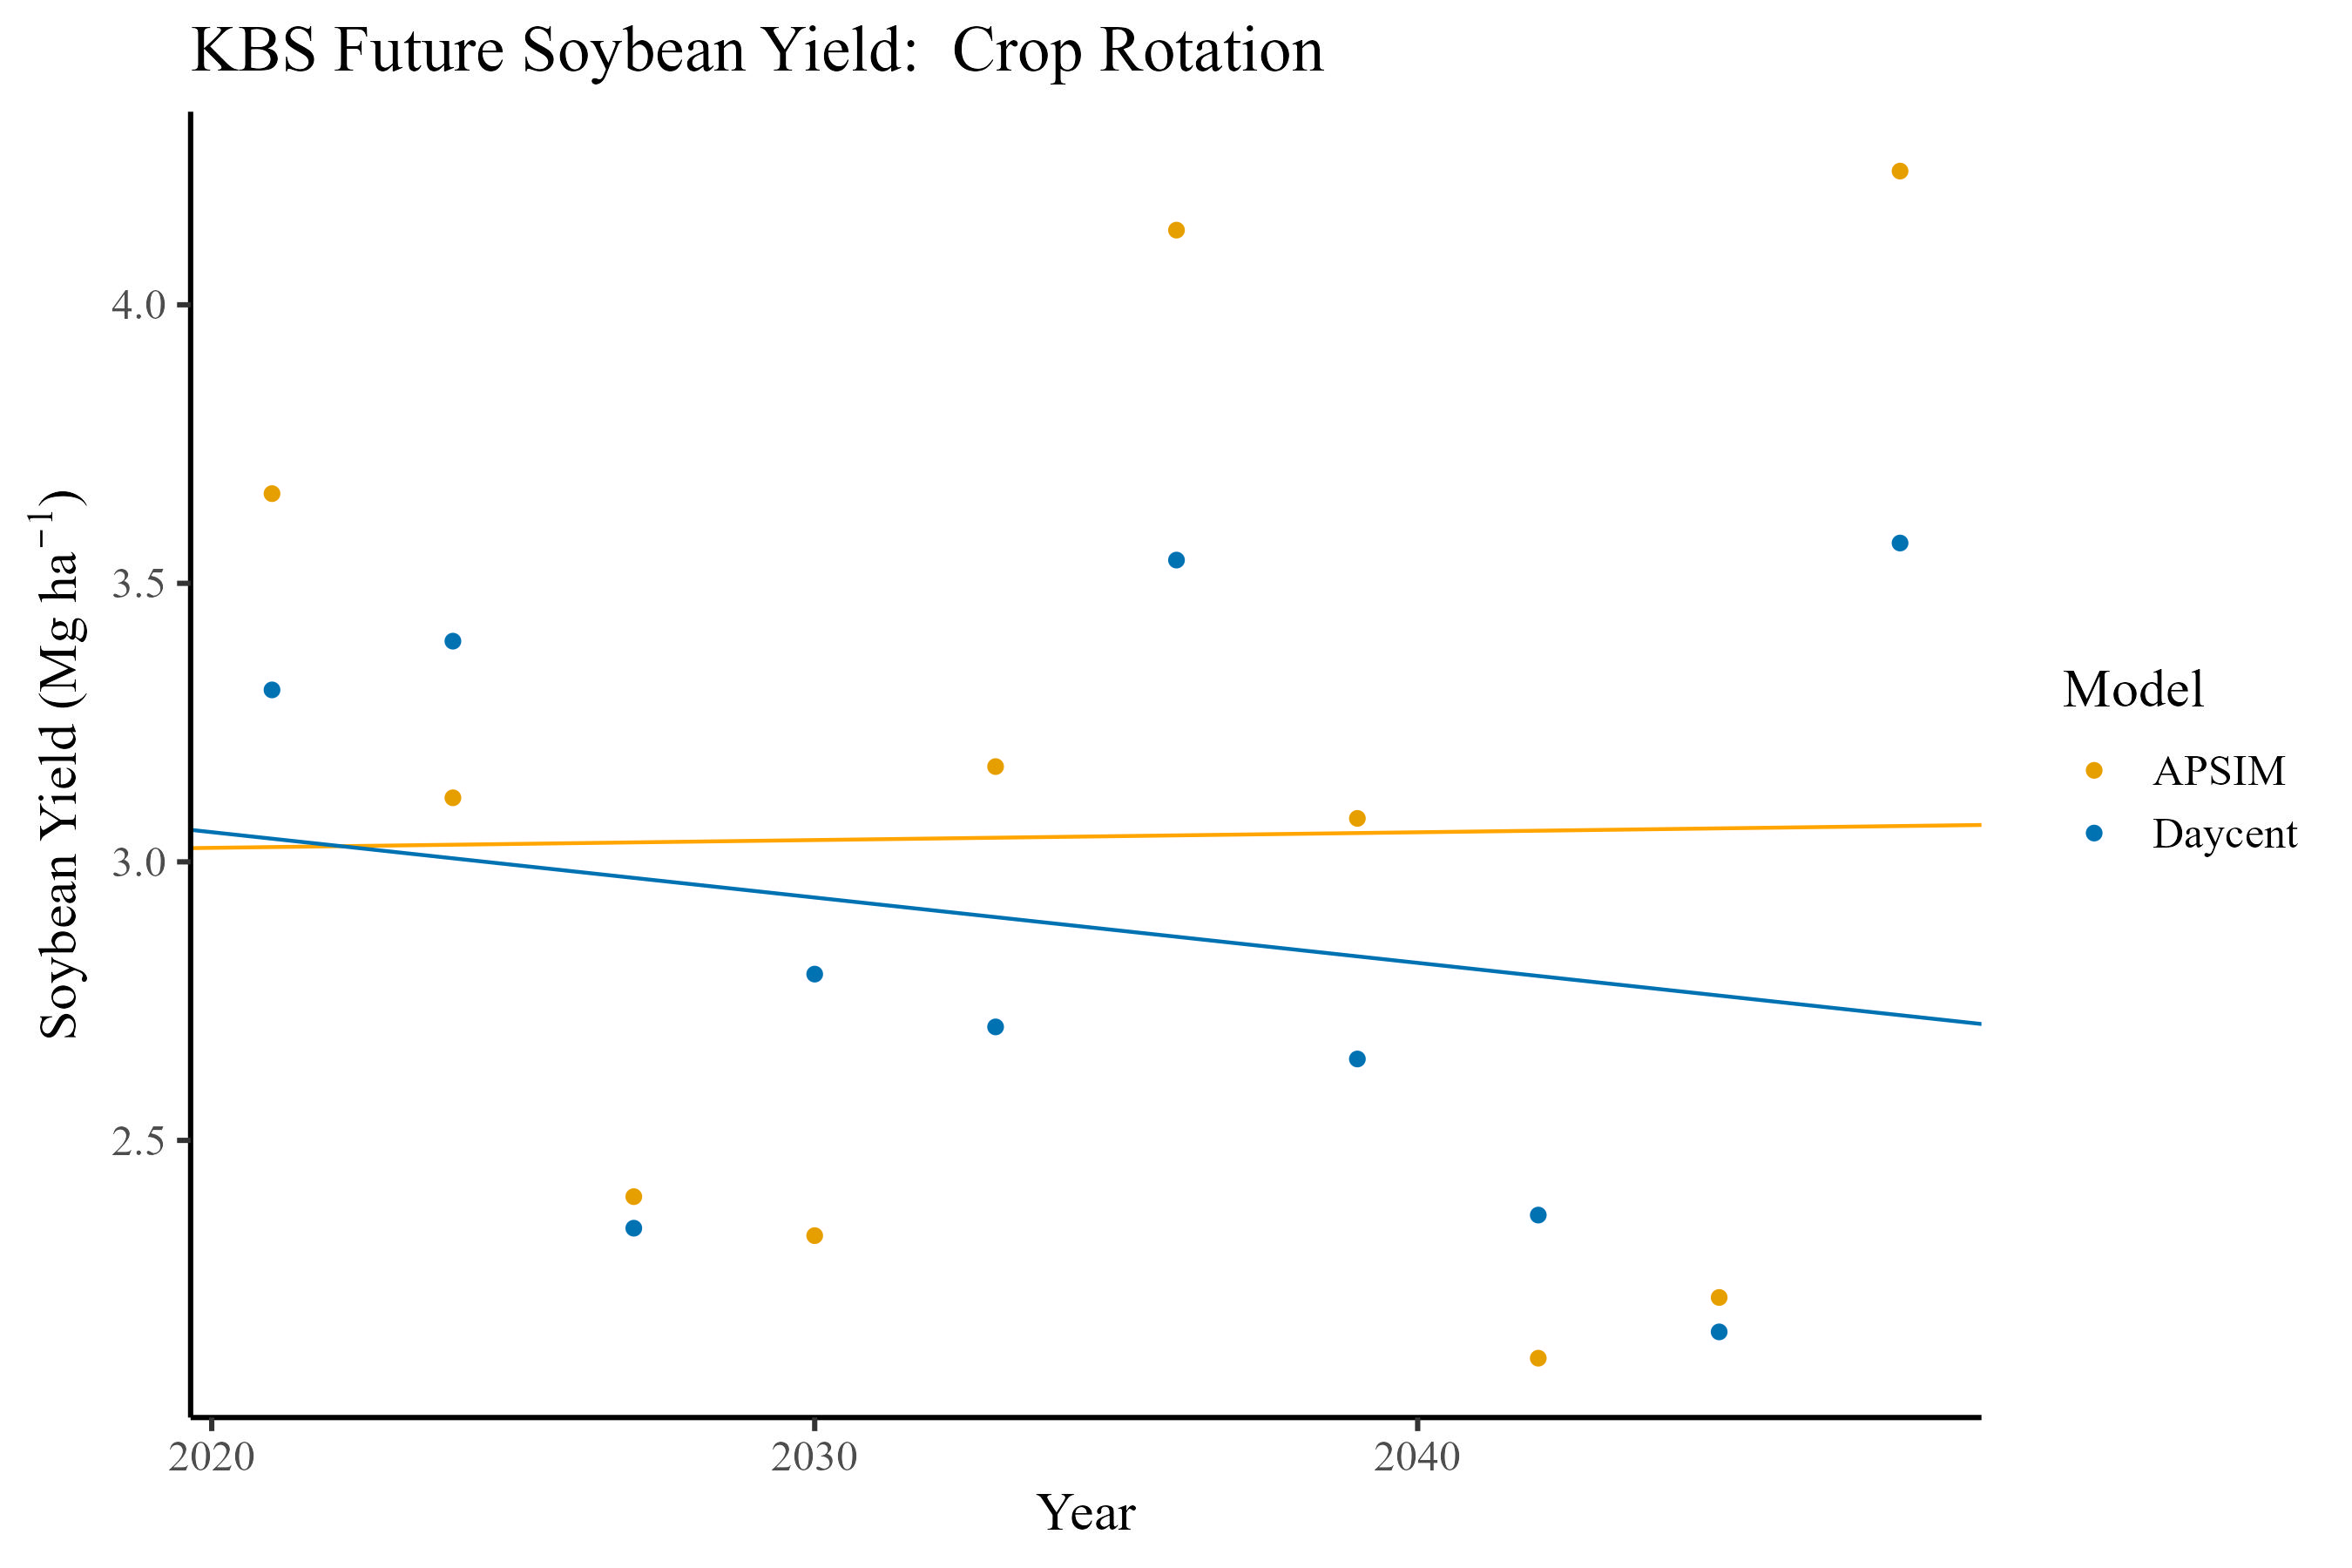 KBS Future Soybean Yield:  Crop Rotation
Soybean Yield (Mg ha⁻¹)
4.0
3.5
3.0
2.5
2020
2030
2040
Year
Model
APSIM
Daycent